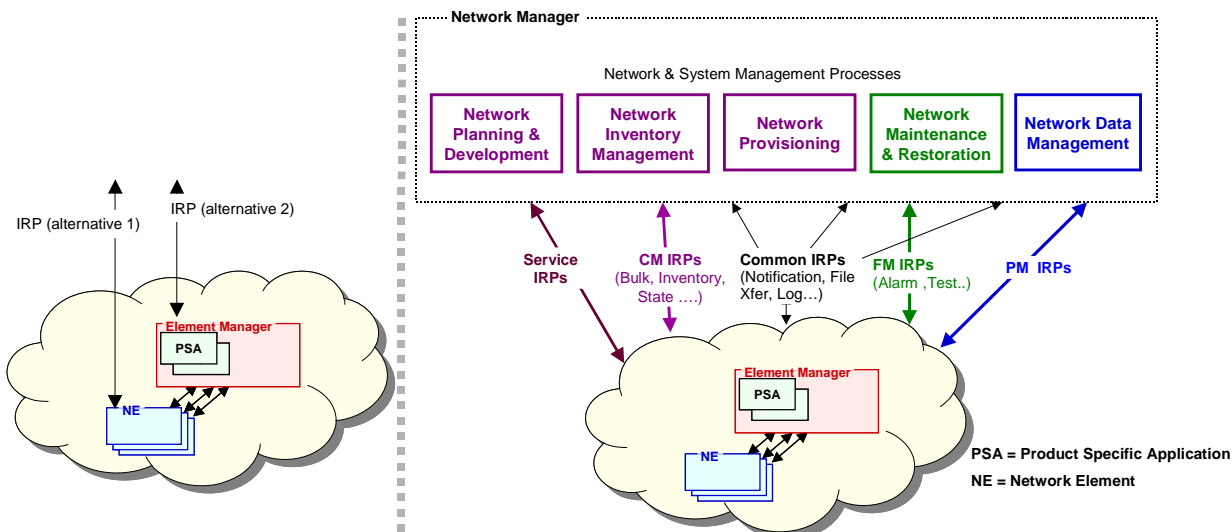 Network Manager
Network & System Management Processes
Network
Planning &
Development
Network
Inventory
Management
Network
Provisioning
Network
Maintenance
& Restoration
Network Data
Management
IRP (alternative 1)
IRP (alternative 2)
Service
IRPs
CM IRPs
(Bulk, Inventory,
State ….)
Common IRPs
(Notification, File
Xfer, Log…)
FM IRPs
(Alarm ,Test..)
PM IRPs
Element Manager
PSA
NE
Element Manager
PSA
NE
PSA = Product Specific Application
NE = Network Element